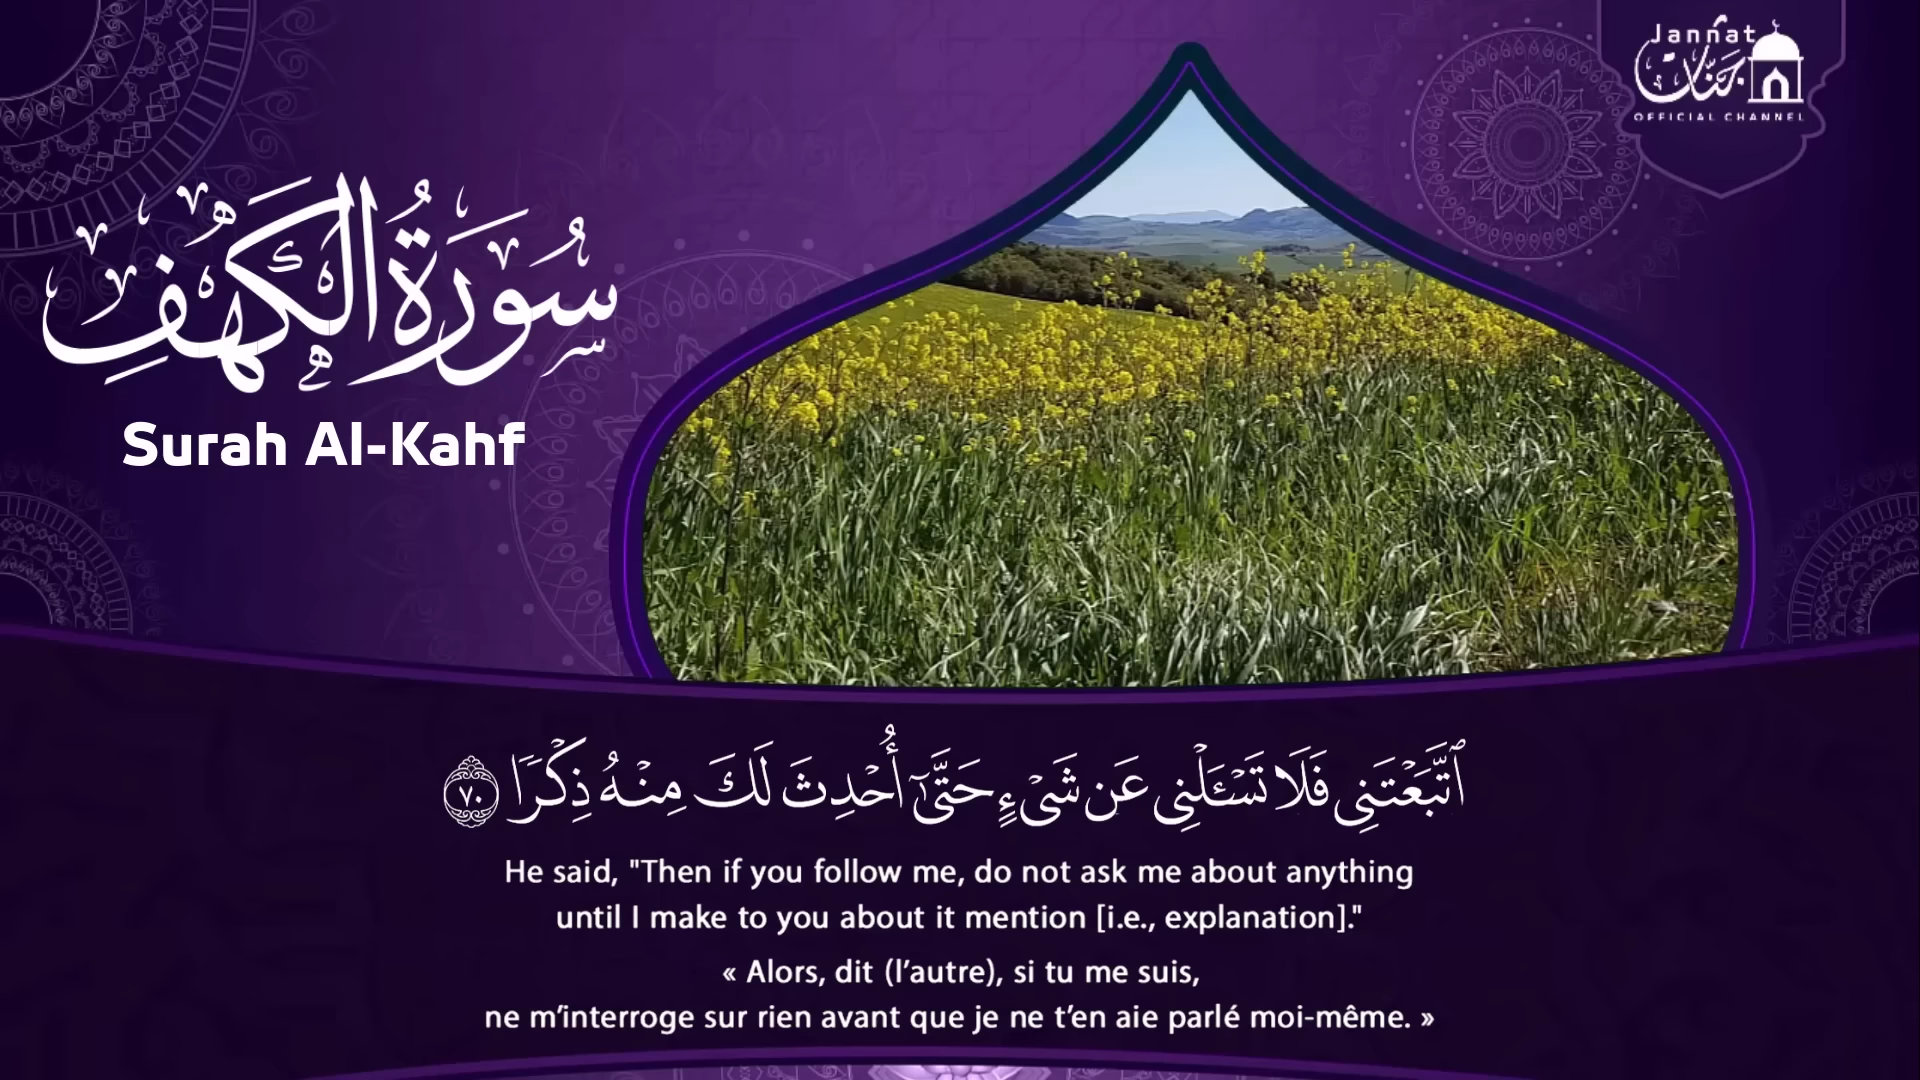 Jannat
جنات
OFFICIAL CHANNEL
سُورَةُ الكَهْفِ
Surah Al-Kahf
ٱتَّبَعْتَنِى فَلَا تَسْـَٔلْنِى عَن شَىْءٍ حَتَّىٰٓ أُحْدِثَ لَكَ مِنْهُ ذِكْرًا ٧٠
He said, "Then if you follow me, do not ask me about anything
until I make to you about it mention [i.e., explanation]."
« Alors, dit (l’autre), si tu me suis,
ne m’interroge sur rien avant que je ne t’en aie parlé moi-même. »